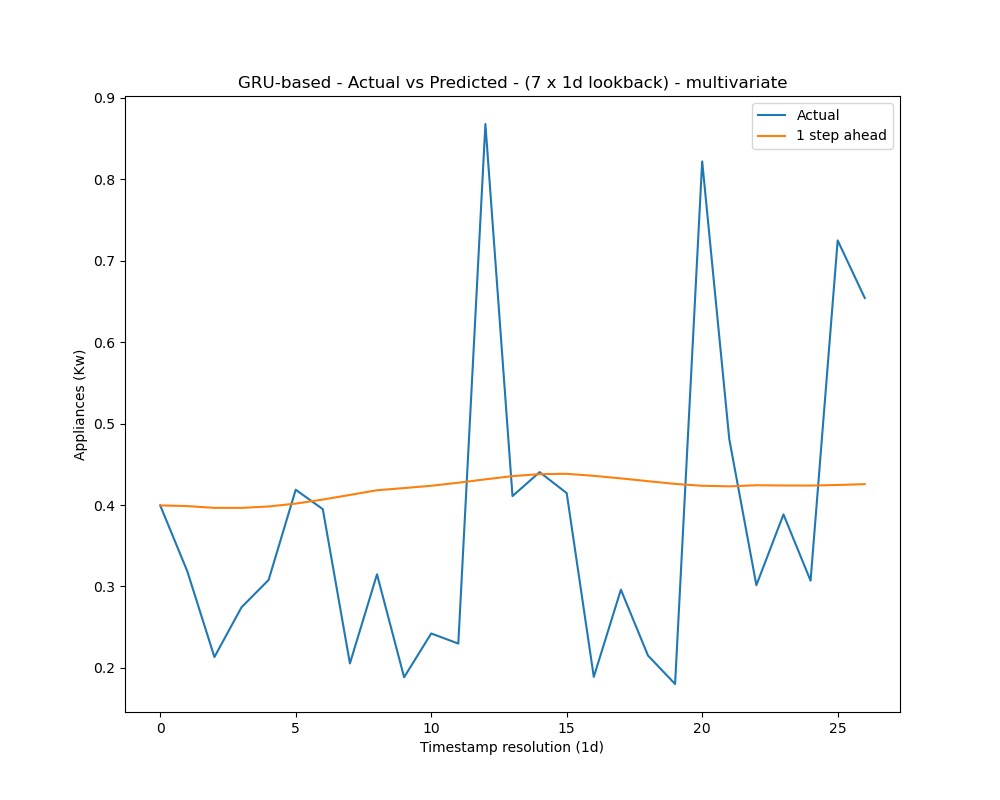 GRU-based - Actual vs Predicted - (7 x 1d lookback) - multivariate
Actual
1 step ahead
0.9
0.8
0.7
0.6
0.5
0.4
0.3
0.2
Appliances (Kw)
0 5 10 15 20 25
Timestamp resolution (1d)